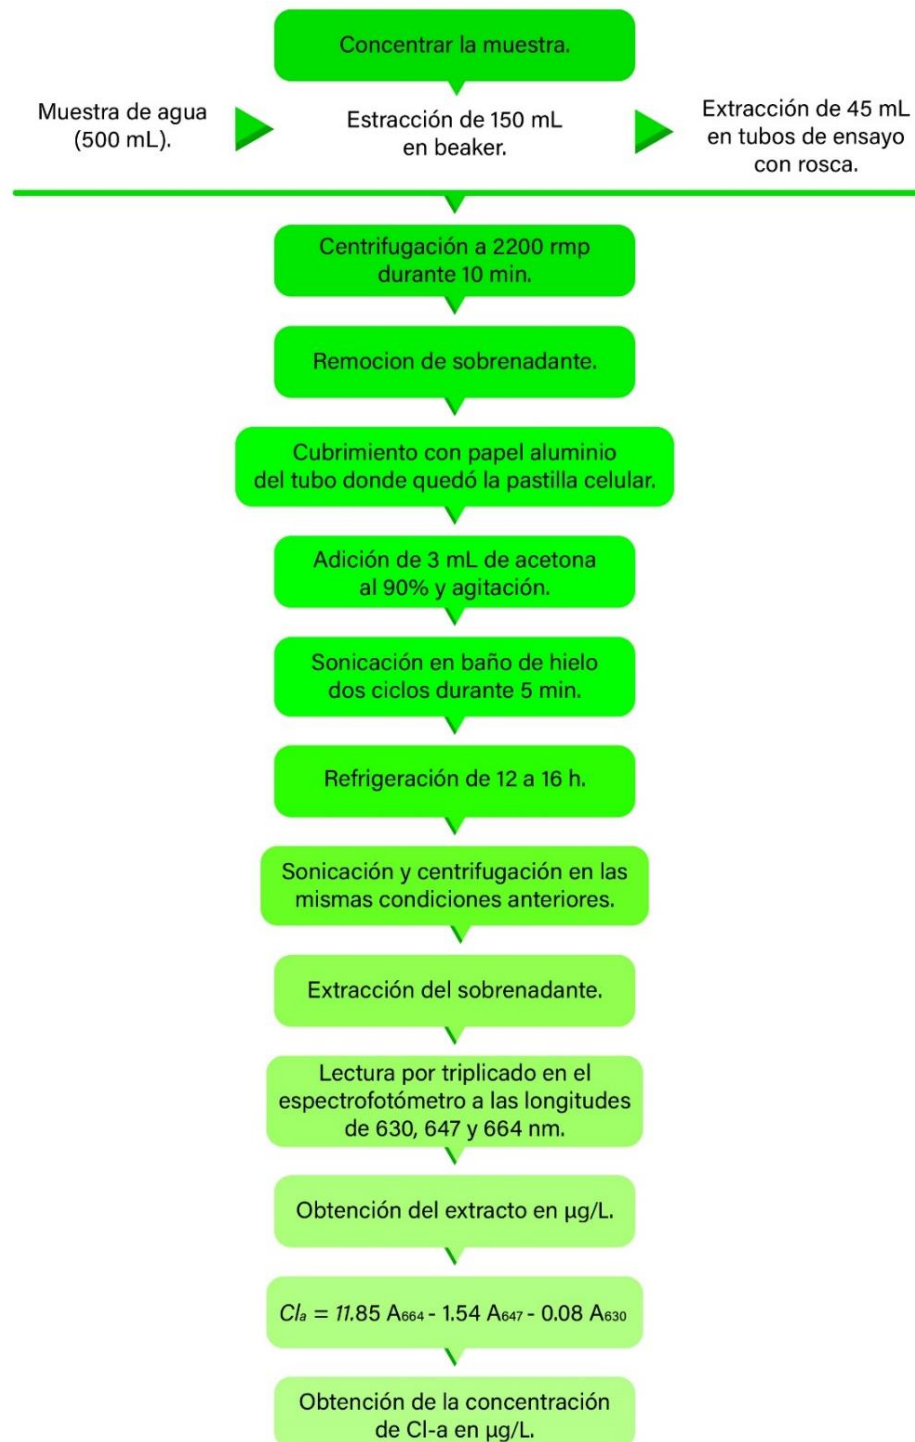 Concentrar la muestra.
Muestra de agua
(500 mL).
Estracción de 150 mL
en beaker.
Extracción de 45 mL
en tubos de ensayo
con rosca.
Centrifugación a 2200 rmp
durante 10 min.
Remocion de sobrenadante.
Cubrimiento con papel aluminio
del tubo donde quedó la pastilla celular.
Adición de 3 mL de acetona
al 90% y agitación.
Sonicación en baño de hielo
dos ciclos durante 5 min.
Refrigeración de 12 a 16 h.
Sonicación y centrifugación en las
mismas condiciones anteriores.
Extracción del sobrenadante.
Lectura por triplicado en el
espectrofotómetro a las longitudes
de 630, 647 y 664 nm.
Obtención del extracto en µg/L.
Clₐ = 11.85 A₆₆₄ - 1.54 A₆₄₇ - 0.08 A₆₃₀
Obtención de la concentración
de Cl-a en µg/L.